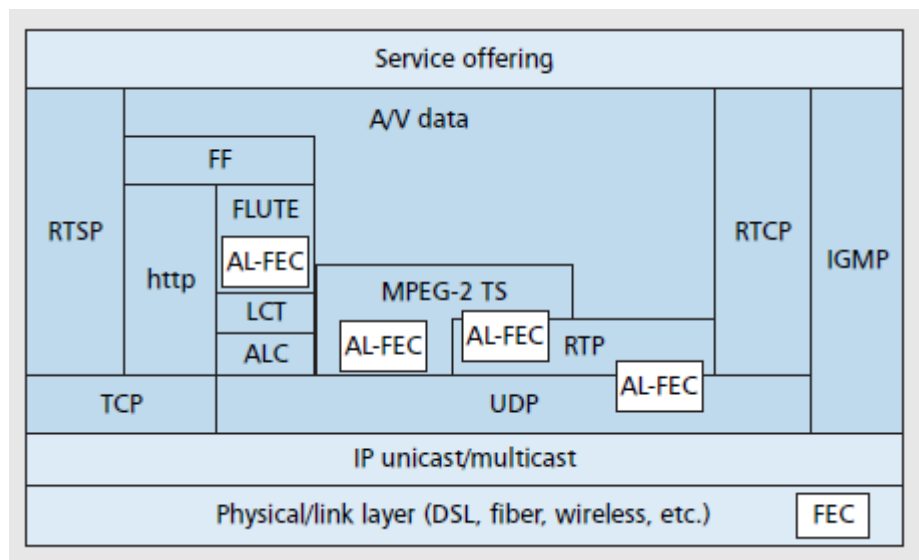 Service offering
A/V data
FF
RTSP
http
FLUTE
AL-FEC
LCT
ALC
MPEG-2 TS
AL-FEC
AL-FEC
RTP
AL-FEC
RTCP
IGMP
TCP
UDP
IP unicast/multicast
Physical/link layer (DSL, fiber, wireless, etc.)
FEC